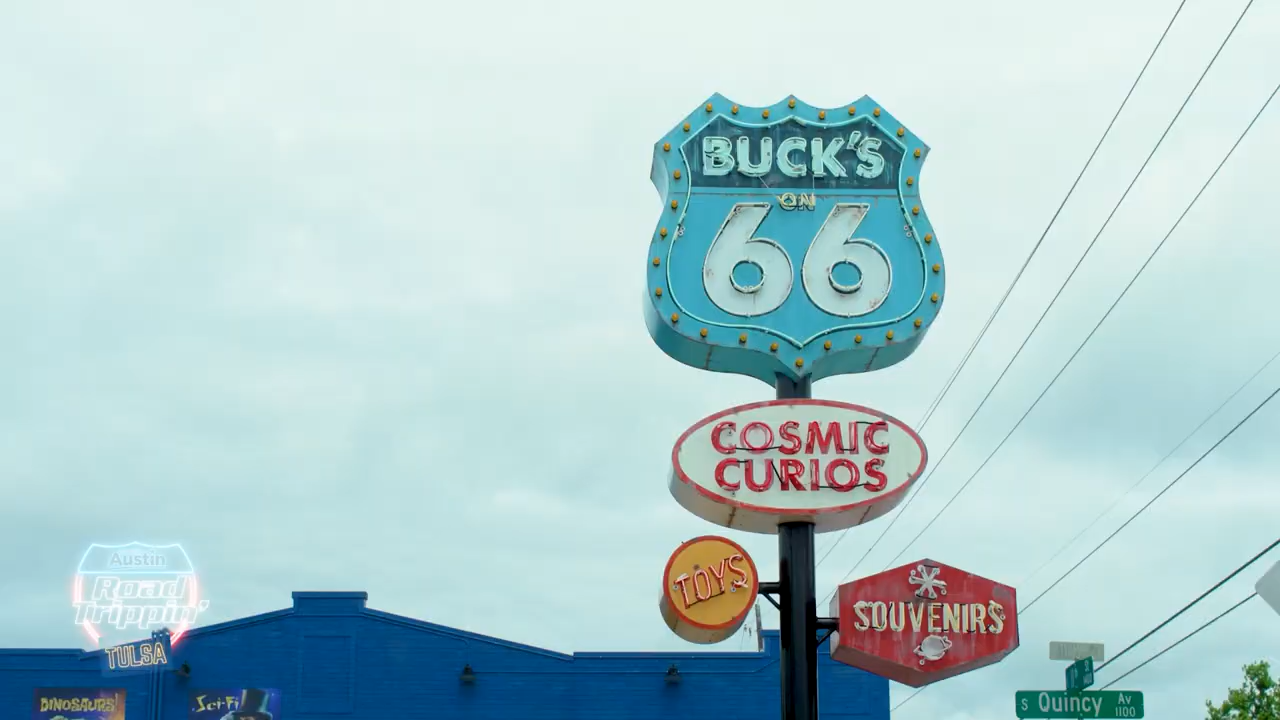 BUCK'S
ON
66
COSMIC
CURIOS
TOYS
SOUVENIRS
Austin
Road
Trippin'
TULSA
DINOSAURS!
Sci-Fi
S Quincy Av
1100